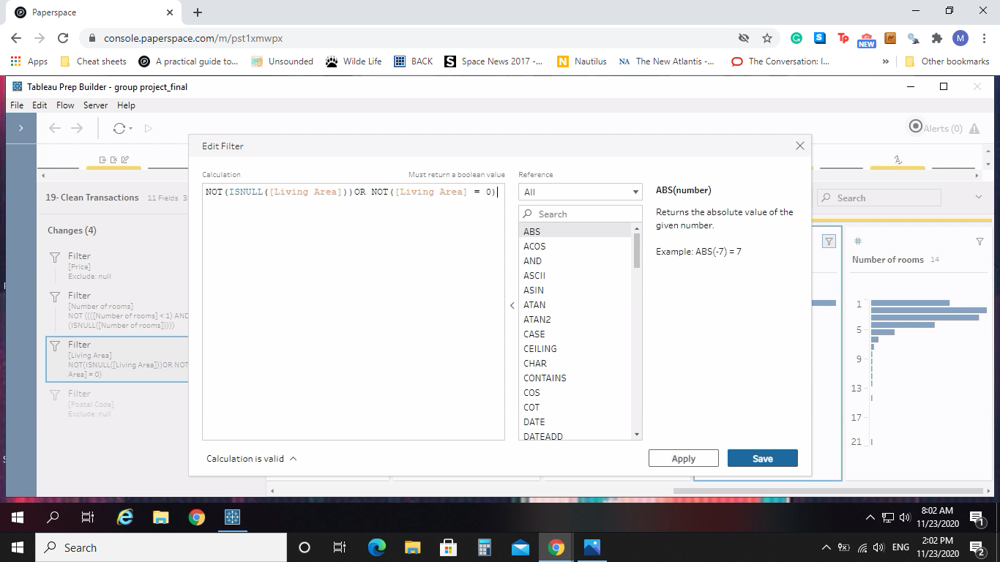 Paperspace
console.paperspace.com/m/pst1xmwpx
NEW
M
Apps
Cheat sheets
A practical guide to...
Unsounded
Wilde Life
BACK
Space News 2017 -...
Nautilus
NA The New Atlantis -...
The Conversation: I...
»
Other bookmarks
Tableau Prep Builder - group project_final
File Edit Flow Server Help
Alerts (0)
Edit Filter
Calculation
Must return a boolean value
Reference
NOT(ISNULL([Living Area]))OR NOT([Living Area] = 0)
All
Search
ABS
ACOS
AND
ASCII
ASIN
ATAN
ATAN2
CASE
CEILING
CHAR
CONTAINS
COS
COT
DATE
DATEADD
ABS(number)
Returns the absolute value of the
given number.
Example: ABS(-7) = 7
Calculation is valid
Apply
Save
19- Clean Transactions 11 Fields 3
Changes (4)
Filter
[Price]
Exclude: null
Filter
[Number of rooms]
NOT ((([Number of rooms] < 1) AND
(ISNULL([Number of rooms]))))
Filter
[Living Area]
NOT(ISNULL([Living Area]))OR NOT
Area] = 0)
Filter
[Postal Code]
Exclude: null
Search
#
Number of rooms 14
1
5
9
13
17
21
8:02 AM
11/23/2020
1
Search
ENG
2:02 PM
11/23/2020
2